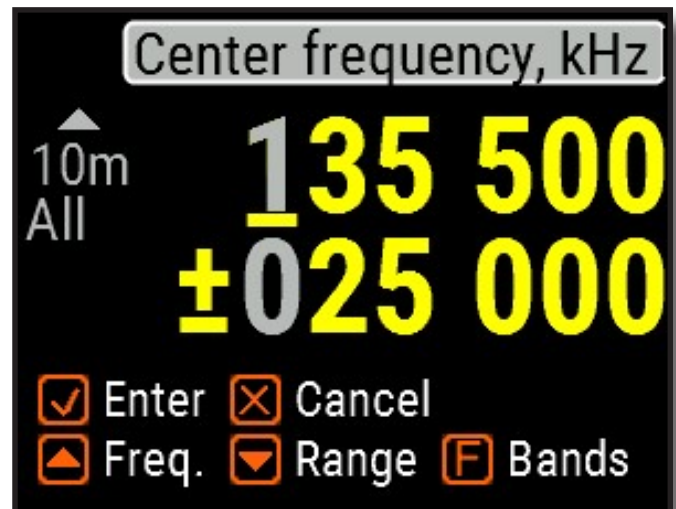 Center frequency, kHz
10m
All
135 500
±025 000
Enter Cancel
Freq. Range F Bands